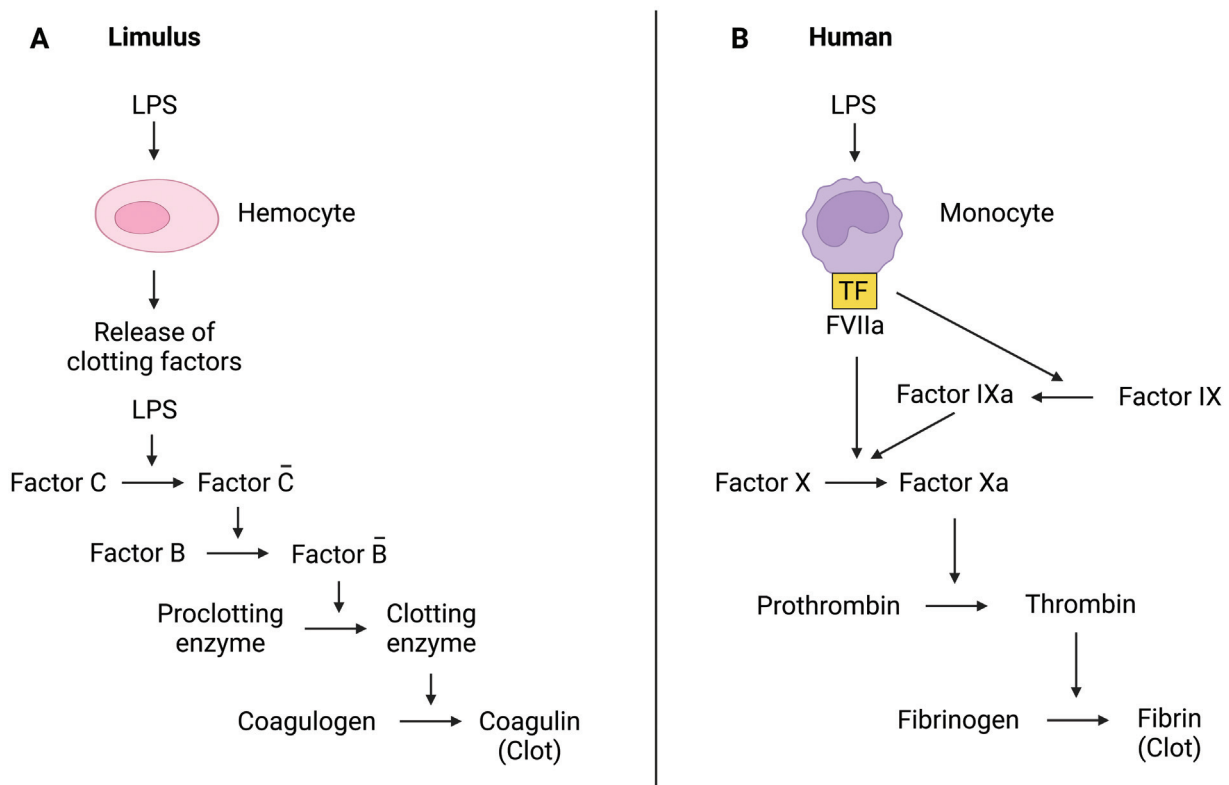 A Limulus
LPS
Hemocyte
Release of
clotting factors
LPS
Factor C Factor C̄
Factor B Factor B̄
Proclotting Clotting
enzyme enzyme
Coagulogen Coagulin
(Clot)
B Human
LPS
Monocyte
TF
FVIIa
Factor IXa Factor IX
Factor X Factor Xa
Prothrombin Thrombin
Fibrinogen Fibrin
(Clot)